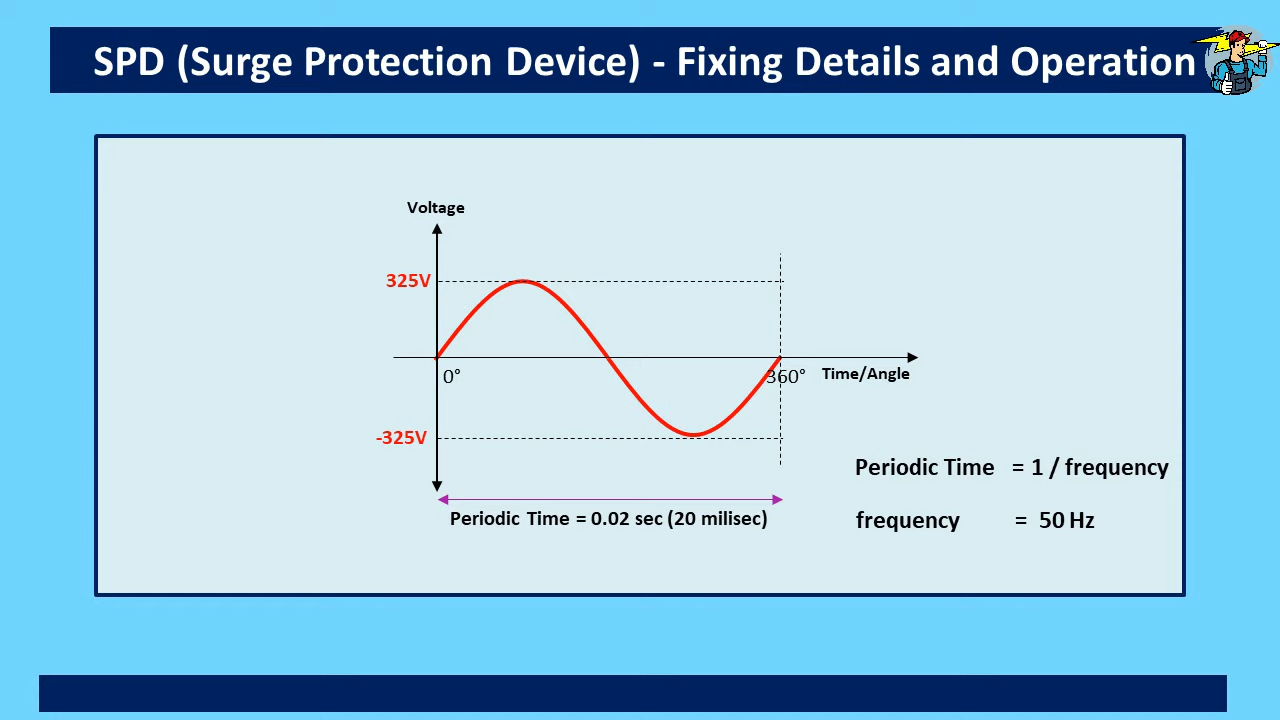 SPD (Surge Protection Device) - Fixing Details and Operation
Voltage
325V
0°
360°
Time/Angle
-325V
Periodic Time = 1 / frequency
Periodic Time = 0.02 sec (20 milisec)
frequency = 50 Hz